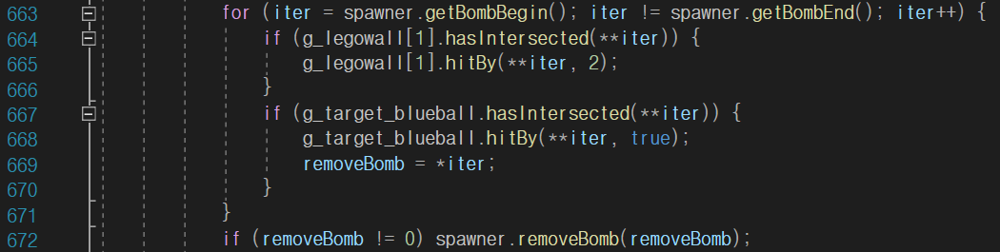 663 for (iter = spawner.getBombBegin(); iter != spawner.getBombEnd(); iter++) {
664 if (g_legowall[1].hasIntersected(**iter)) {
665 g_legowall[1].hitBy(**iter, 2);
666 }
667 if (g_target_blueball.hasIntersected(**iter)) {
668 g_target_blueball.hitBy(**iter, true);
669 removeBomb = *iter;
670 }
671 }
672 if (removeBomb != 0) spawner.removeBomb(removeBomb);